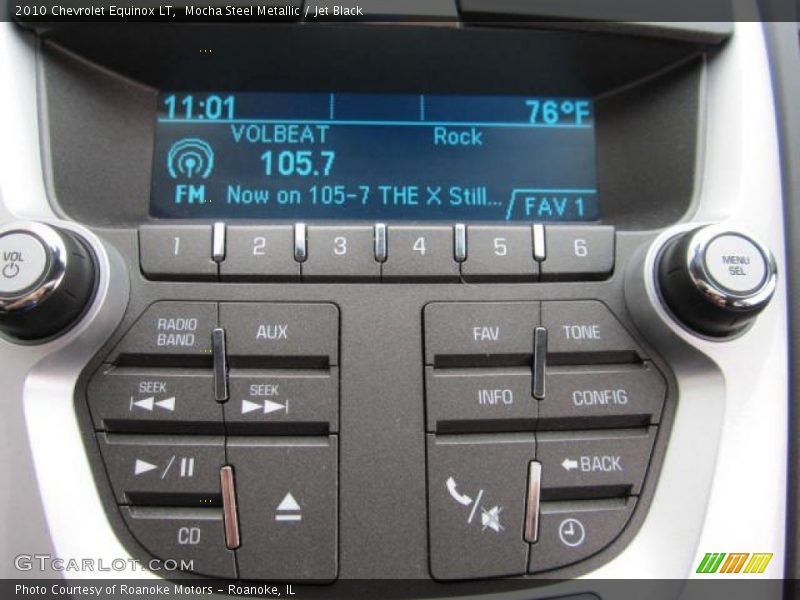 2010 Chevrolet Equinox LT, Mocha Steel Metallic / Jet Black
11:01 76°F
VOLBEAT Rock
105.7
FM Now on 105-7 THE X Still... FAV 1
VOL
1 2 3 4 5 6
MENU
SEL
RADIO
BAND
AUX
FAV
TONE
SEEK
SEEK
INFO
CONFIG
BACK
CD
GTcarlot.com
Photo Courtesy of Roanoke Motors - Roanoke, IL